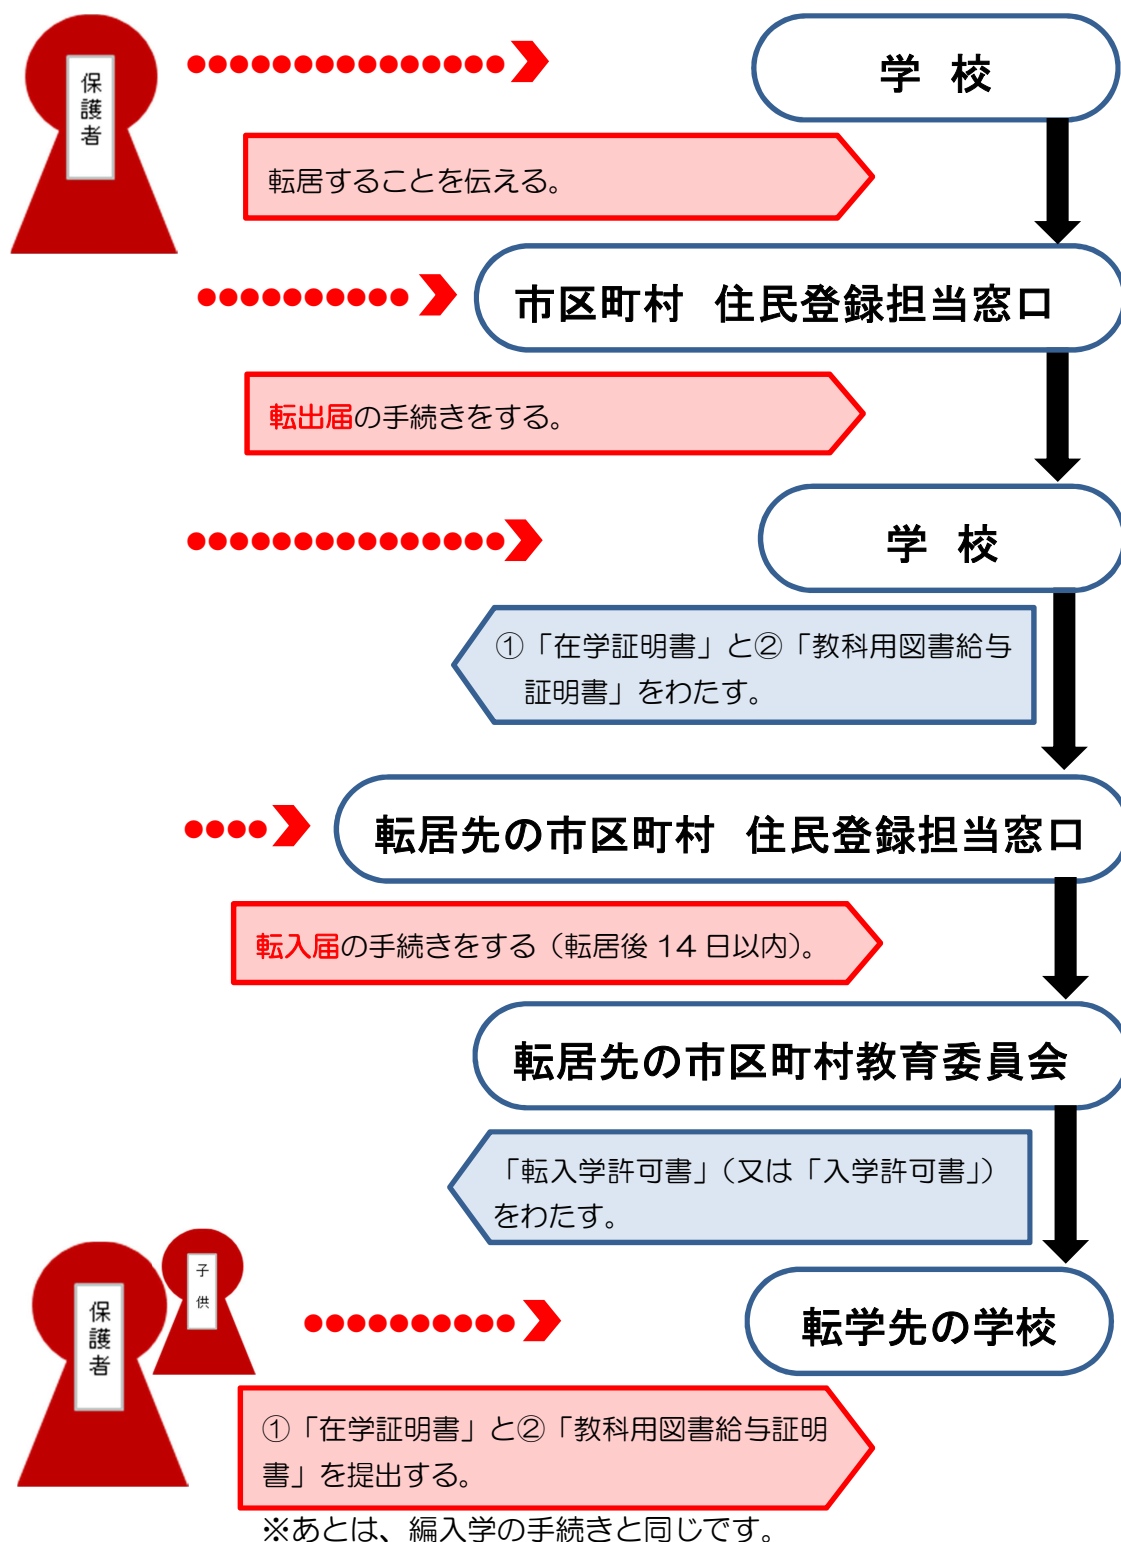 保護者
学 校
転居することを伝える。
市区町村 住民登録担当窓口
転出届の手続きをする。
学 校
①「在学証明書」と②「教科用図書給与
証明書」をわたす。
転居先の市区町村 住民登録担当窓口
転入届の手続きをする(転居後 14 日以内)。
転居先の市区町村教育委員会
「転入学許可書」(又は「入学許可書」)
をわたす。
子供
保護者
転学先の学校
①「在学証明書」と②「教科用図書給与証明
書」を提出する。
※あとは、編入学の手続きと同じです。